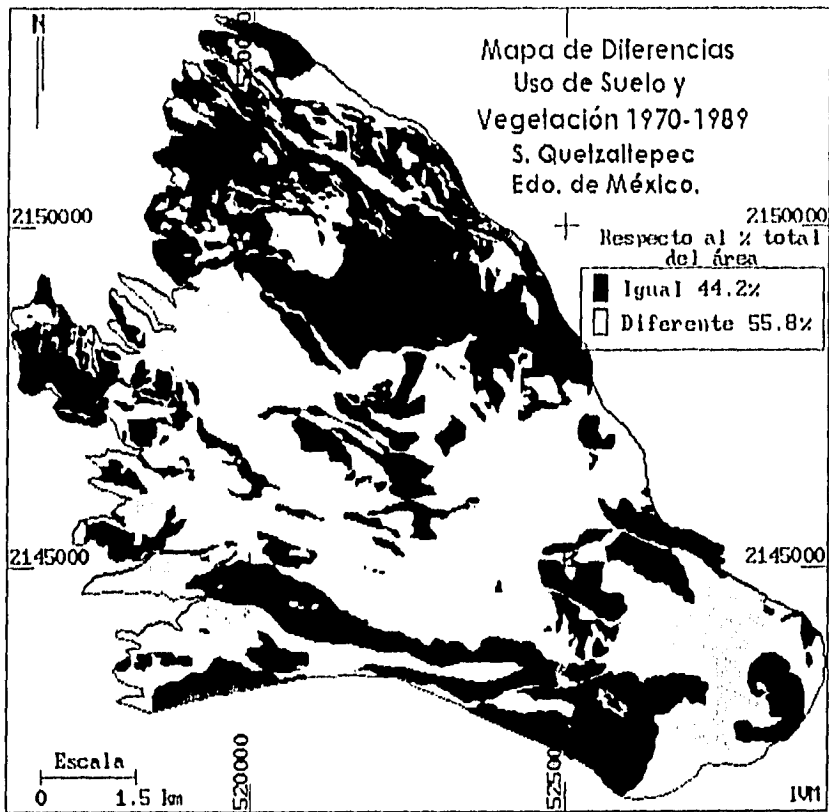 N
520000
Mapa de Diferencias
Uso de Suelo y
Vegetación 1970-1989
S. Quetzaltepec
Edo. de México.
2150000
2150000
Respecto al % total
del área
Igual 44.2%
Diferente 55.8%
2145000
2145000
Escala
0 1.5 km
520000
525000
IVM